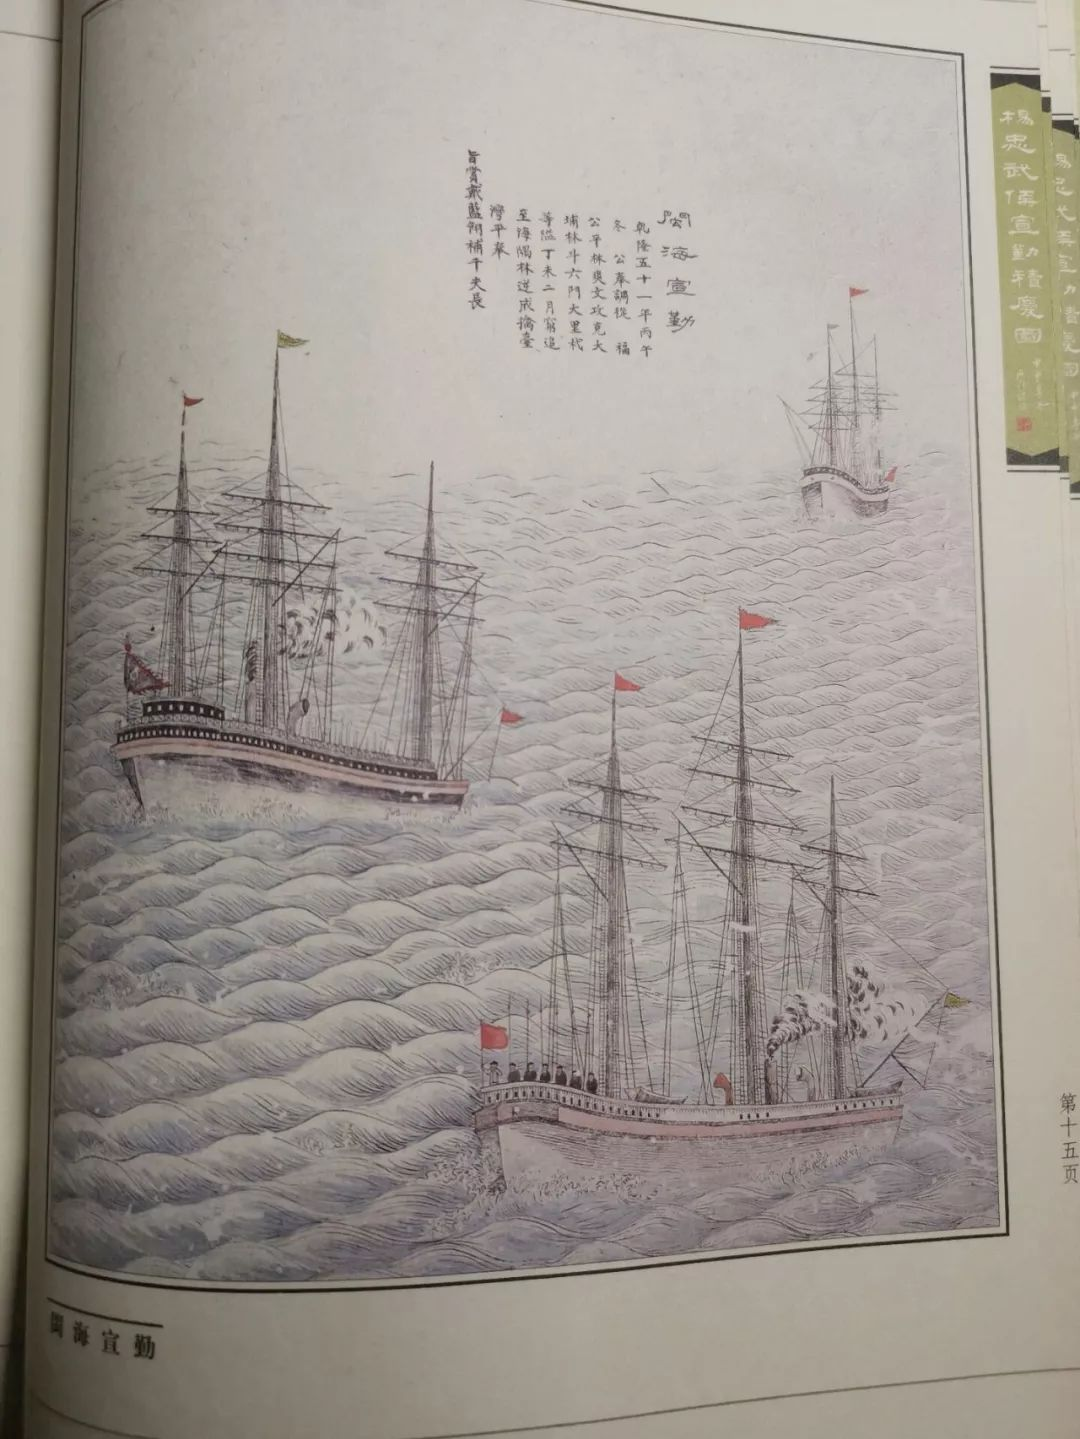 閩海宣勤
乾隆五十一年丙午
冬 公奉調從 福
公平林爽文攻克大
埔林斗六門大里杙
等隘丁未二月窮追
至海隅林逆成擒臺
灣平奉
旨賞戴藍翎補千夫長
楊忠武侯宣勤積慶圖
第十五页
閩海宣勤